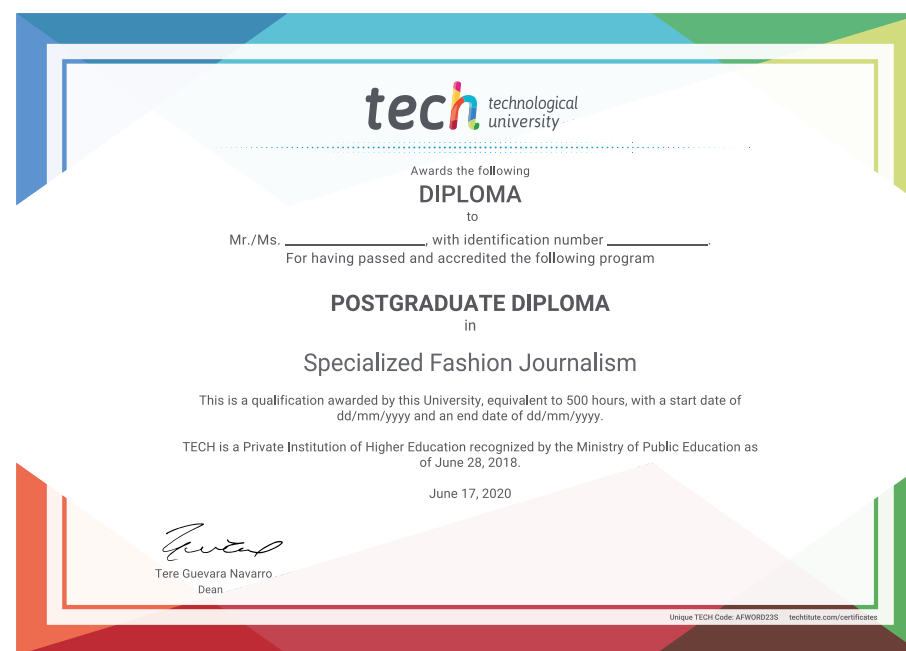 tech technological
university
Awards the following
DIPLOMA
to
Mr./Ms. ____________________, with identification number ______________.
For having passed and accredited the following program
POSTGRADUATE DIPLOMA
in
Specialized Fashion Journalism
This is a qualification awarded by this University, equivalent to 500 hours, with a start date of
dd/mm/yyyy and an end date of dd/mm/yyyy.
TECH is a Private Institution of Higher Education recognized by the Ministry of Public Education as
of June 28, 2018.
June 17, 2020
Tere Guevara Navarro
Dean
Unique TECH Code: AFWORD23S techtitute.com/certificates